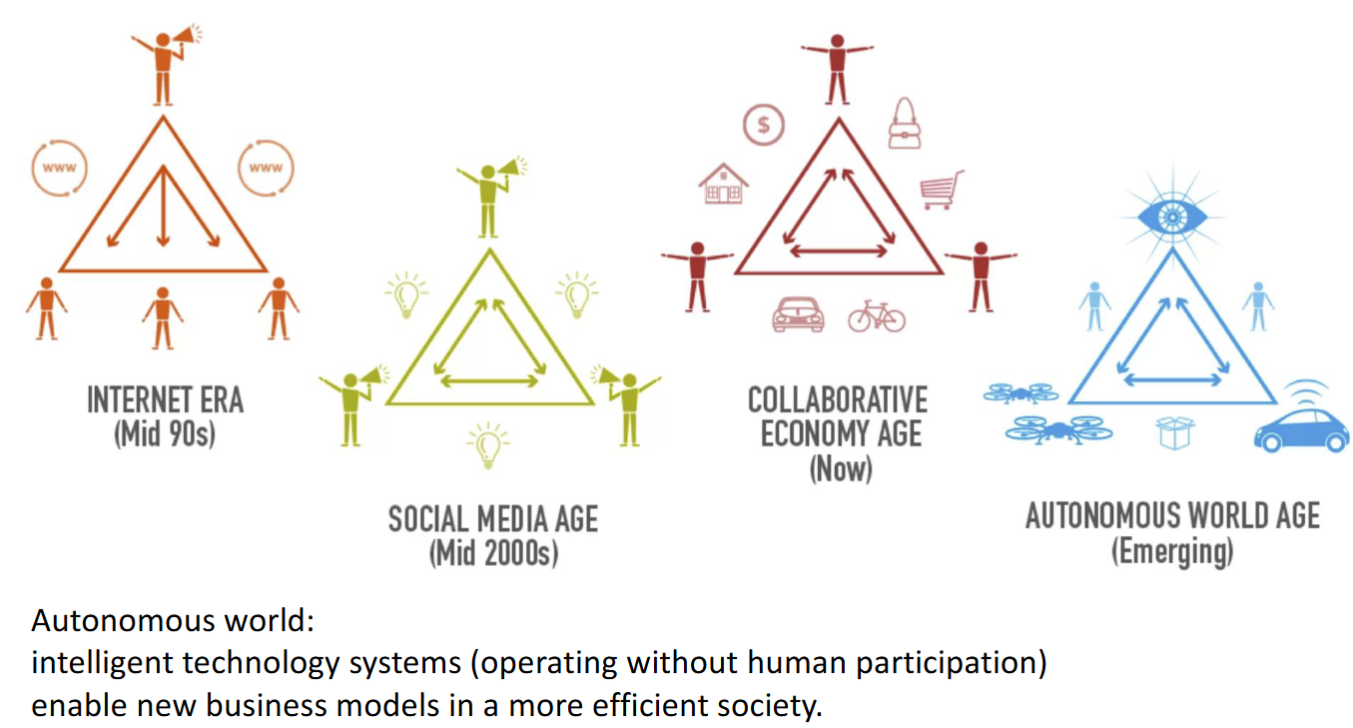 www
www
$
INTERNET ERA
(Mid 90s)
SOCIAL MEDIA AGE
(Mid 2000s)
COLLABORATIVE
ECONOMY AGE
(Now)
AUTONOMOUS WORLD AGE
(Emerging)
Autonomous world:
intelligent technology systems (operating without human participation)
enable new business models in a more efficient society.